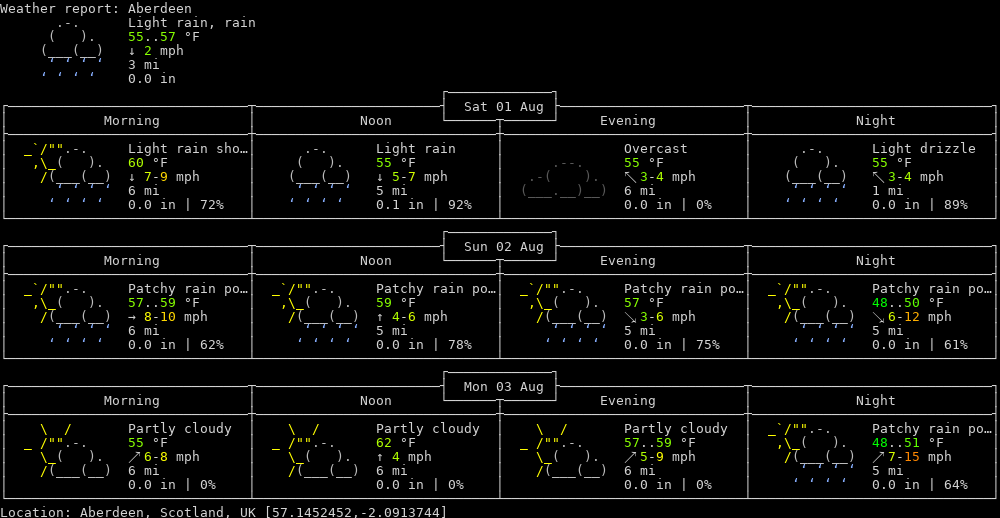 Weather report: Aberdeen
Light rain, rain
55..57 °F
↓ 2 mph
3 mi
0.0 in
Sat 01 Aug
Morning Noon Evening Night
Light rain sho… Light rain Overcast Light drizzle
60 °F 55 °F 55 °F 55 °F
↓ 7-9 mph ↓ 5-7 mph ↖ 3-4 mph ↖ 3-4 mph
6 mi 5 mi 6 mi 1 mi
0.0 in | 72% 0.1 in | 92% 0.0 in | 0% 0.0 in | 89%
Sun 02 Aug
Morning Noon Evening Night
Patchy rain po… Patchy rain po… Patchy rain po… Patchy rain po…
57..59 °F 59 °F 57 °F 48..50 °F
→ 8-10 mph ↑ 4-6 mph ↘ 3-6 mph ↘ 6-12 mph
6 mi 5 mi 5 mi 5 mi
0.0 in | 62% 0.0 in | 78% 0.0 in | 75% 0.0 in | 61%
Mon 03 Aug
Morning Noon Evening Night
Partly cloudy Partly cloudy Partly cloudy Patchy rain po…
55 °F 62 °F 57..59 °F 48..51 °F
↗ 6-8 mph ↑ 4 mph ↗ 5-9 mph ↗ 7-15 mph
6 mi 6 mi 6 mi 5 mi
0.0 in | 0% 0.0 in | 0% 0.0 in | 0% 0.0 in | 64%
Location: Aberdeen, Scotland, UK [57.1452452,-2.0913744]